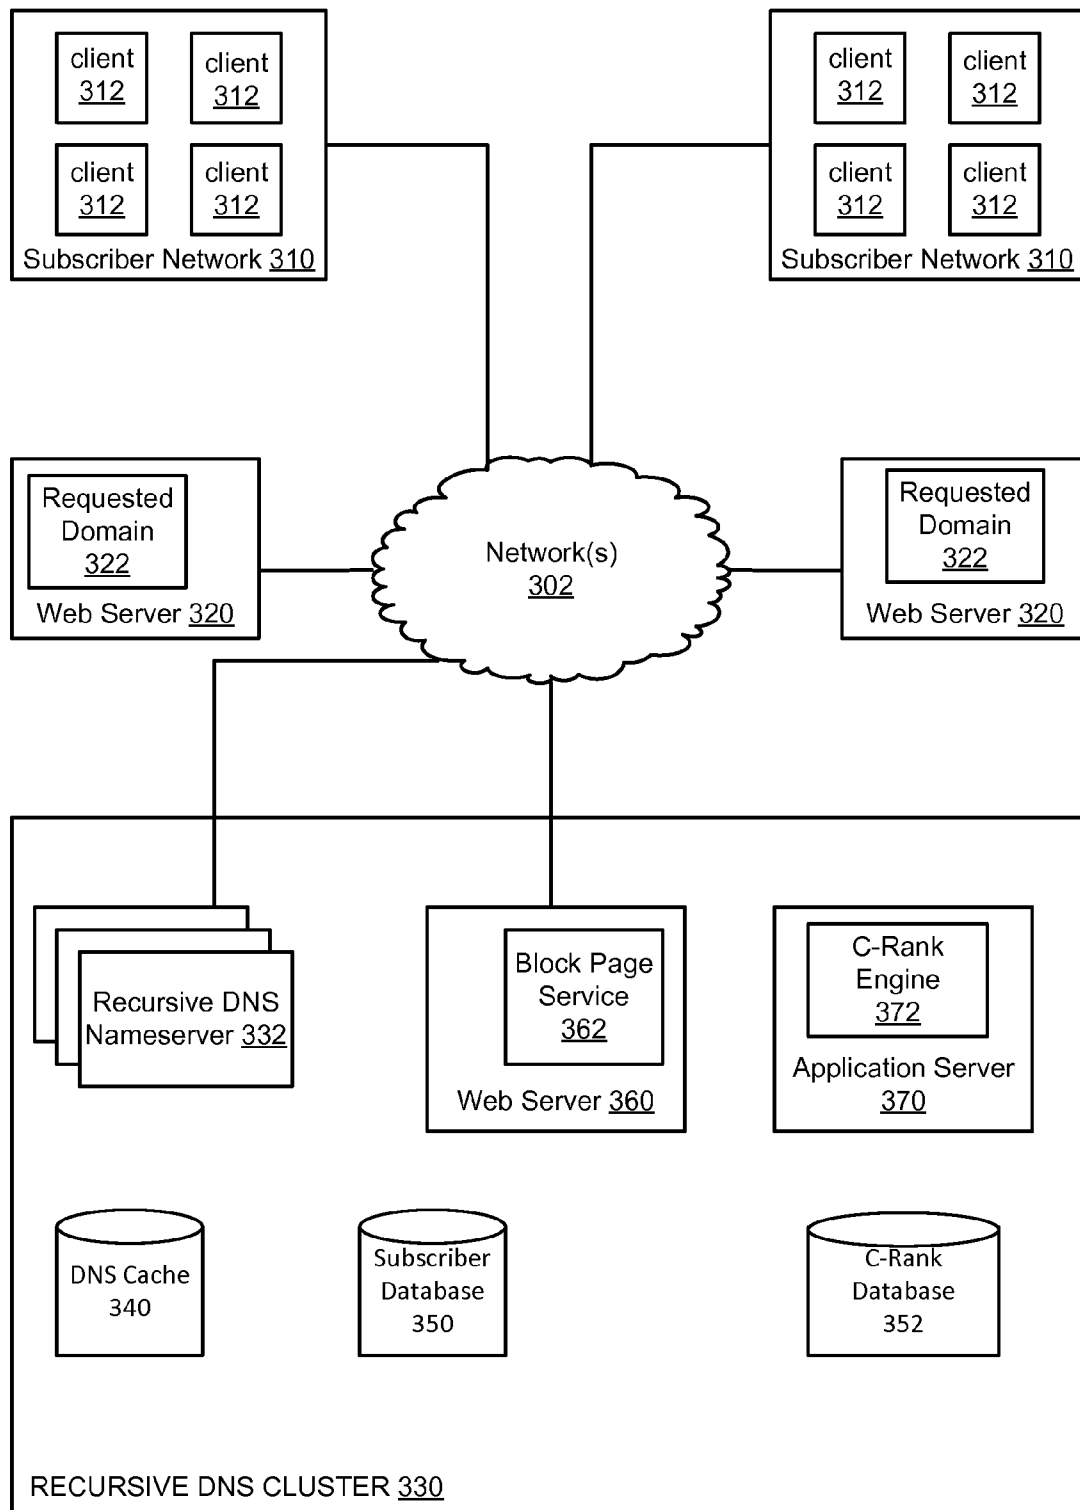 client
312
client
312
client
312
client
312
Subscriber Network 310
client
312
client
312
client
312
client
312
Subscriber Network 310
Requested
Domain
322
Web Server 320
Network(s)
302
Requested
Domain
322
Web Server 320
Recursive DNS
Nameserver 332
Block Page
Service
362
Web Server 360
C-Rank
Engine
372
Application Server
370
DNS Cache
340
Subscriber
Database
350
C-Rank
Database
352
RECURSIVE DNS CLUSTER 330